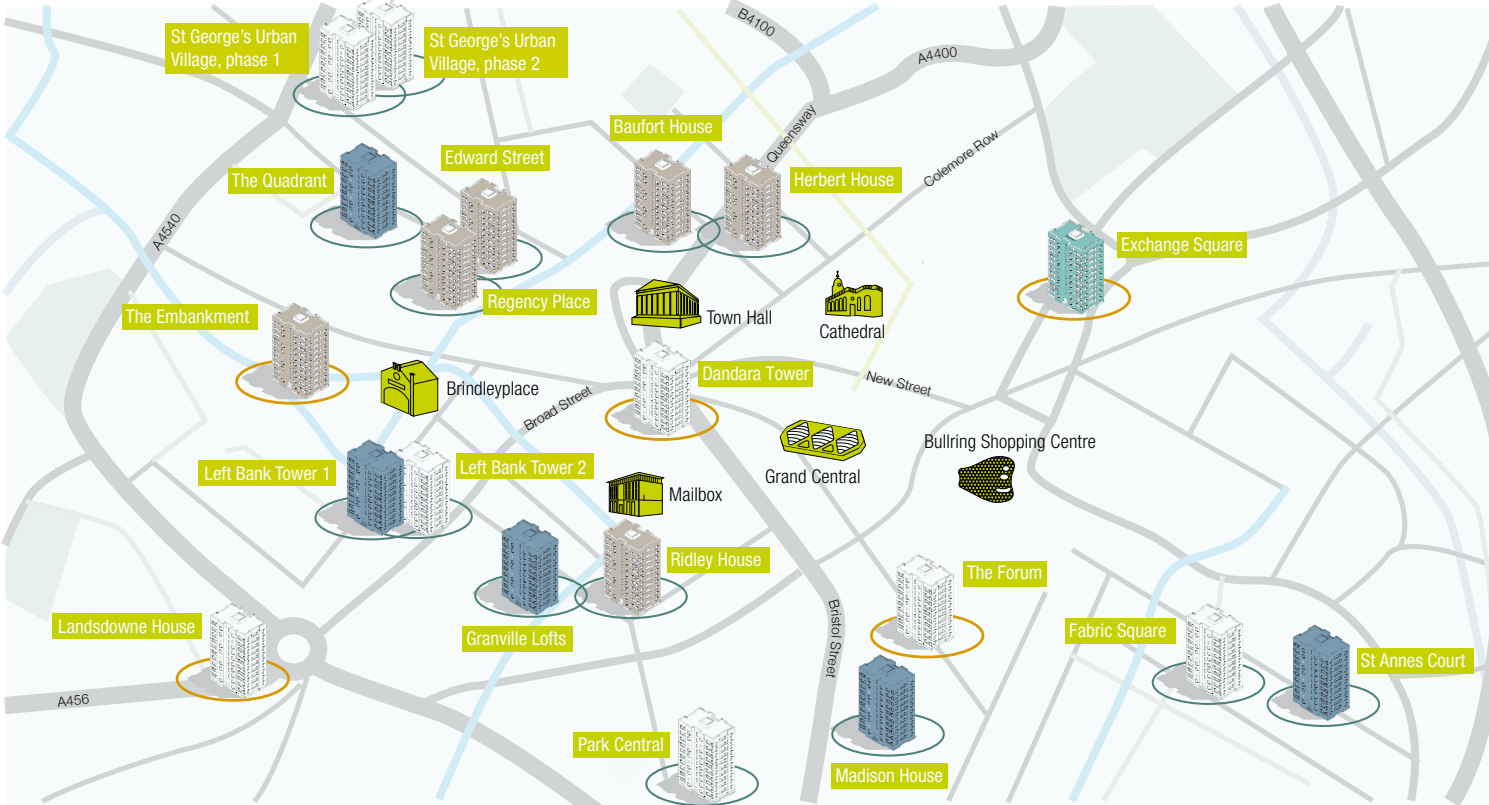 B4100
St George's Urban
Village, phase 1
St George's Urban
Village, phase 2
A4400
Queensway
Baufort House
Edward Street
Colemore Row
The Quadrant
Herbert House
A4540
Exchange Square
Regency Place
The Embankment
Town Hall
Cathedral
Dandara Tower
New Street
Brindleyplace
Broad Street
Bullring Shopping Centre
Left Bank Tower 1
Left Bank Tower 2
Grand Central
Mailbox
Ridley House
The Forum
Landsdowne House
Granville Lofts
Bristol Street
Fabric Square
St Annes Court
A456
Park Central
Madison House